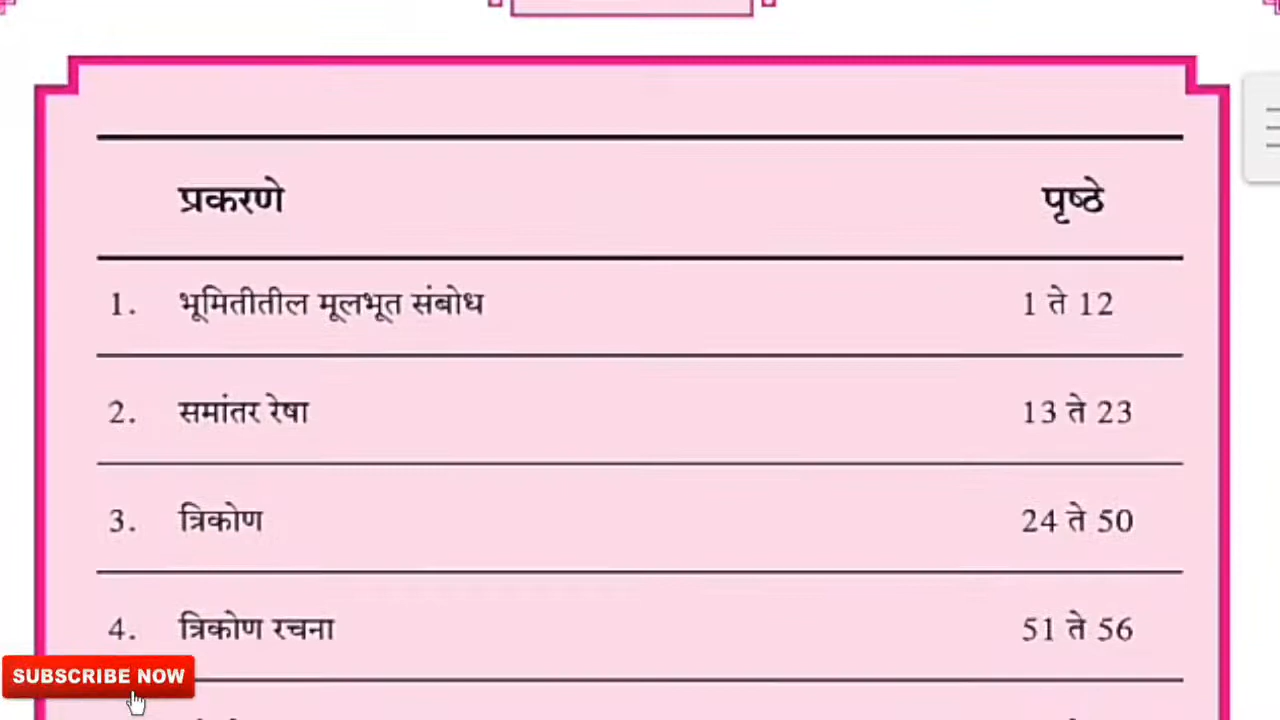 प्रकरणे पृष्ठे
1. भूमितीतील मूलभूत संबोध 1 ते 12
2. समांतर रेषा 13 ते 23
3. त्रिकोण 24 ते 50
4. त्रिकोण रचना 51 ते 56
SUBSCRIBE NOW